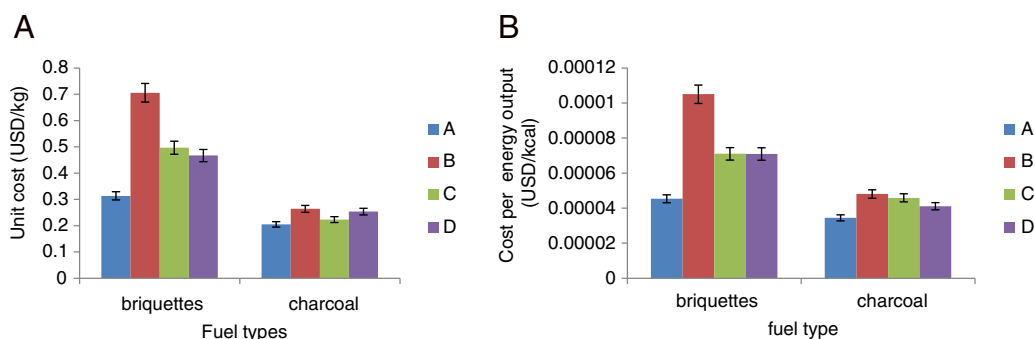 A
Unit cost (USD/kg)
0.8
0.7
0.6
0.5
0.4
0.3
0.2
0.1
0
briquettes
charcoal
Fuel types
A
B
C
D
B
Cost per energy output
(USD/kcal)
0.00012
0.0001
0.00008
0.00006
0.00004
0.00002
0
briquettes
charcoal
fuel type
A
B
C
D